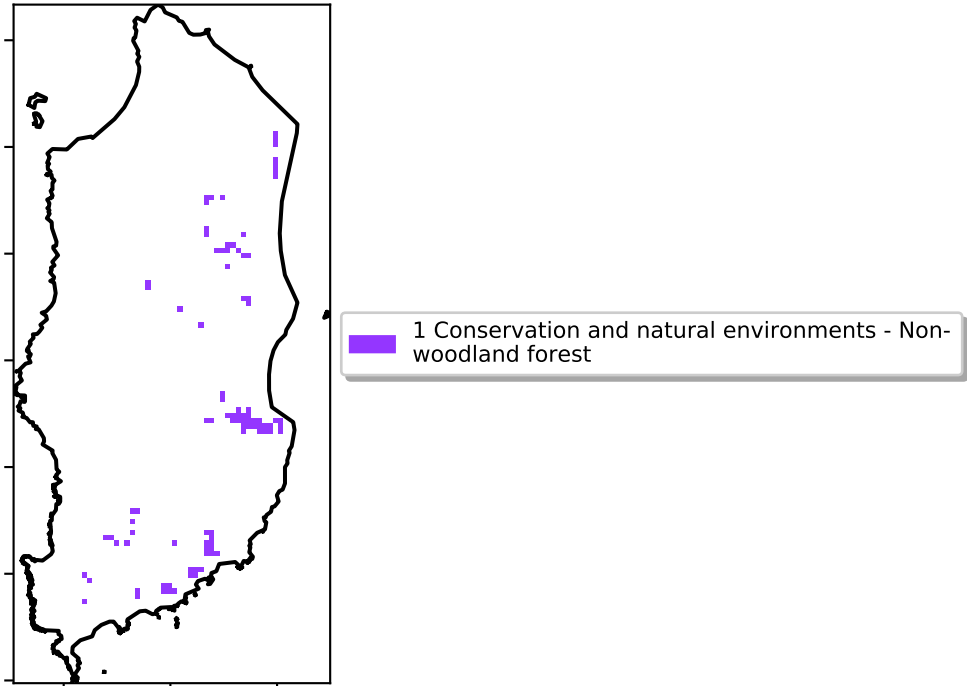 1 Conservation and natural environments - Non-
woodland forest